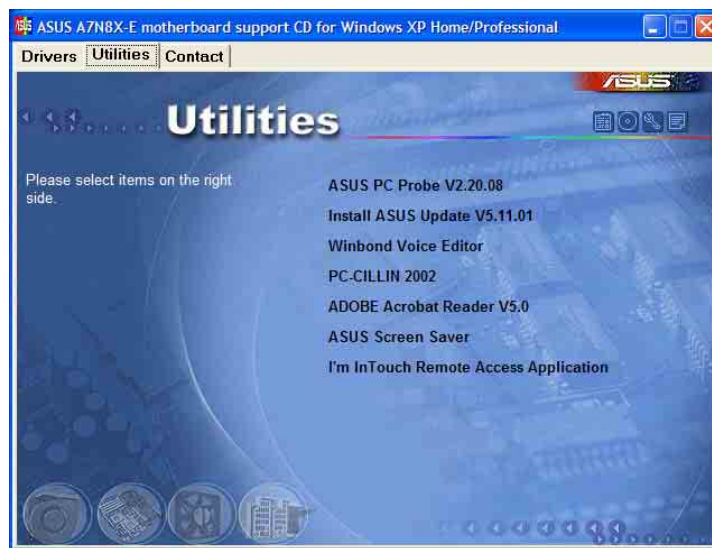 ASUS A7N8X-E motherboard support CD for Windows XP Home/Professional
Drivers Utilities Contact
ASUS
Utilities
Please select items on the right
side.
ASUS PC Probe V2.20.08
Install ASUS Update V5.11.01
Winbond Voice Editor
PC-CILLIN 2002
ADOBE Acrobat Reader V5.0
ASUS Screen Saver
I'm InTouch Remote Access Application